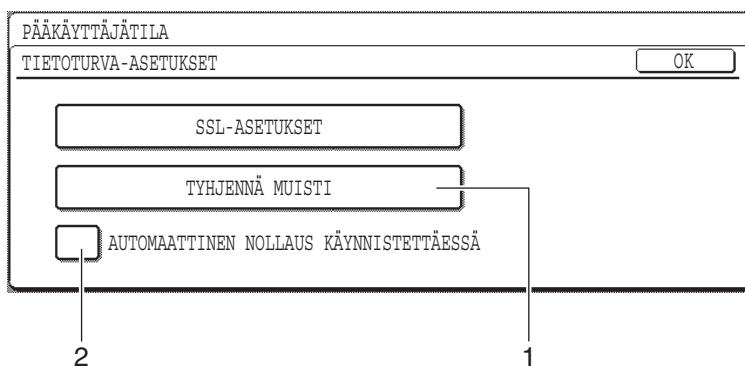 PÄÄKÄYTTÄJÄTILA
TIETOTURVA-ASETUKSET OK
SSL-ASETUKSET
TYHJENNÄ MUISTI
AUTOMAATTINEN NOLLAUS KÄYNNISTETTÄESSÄ
2 1